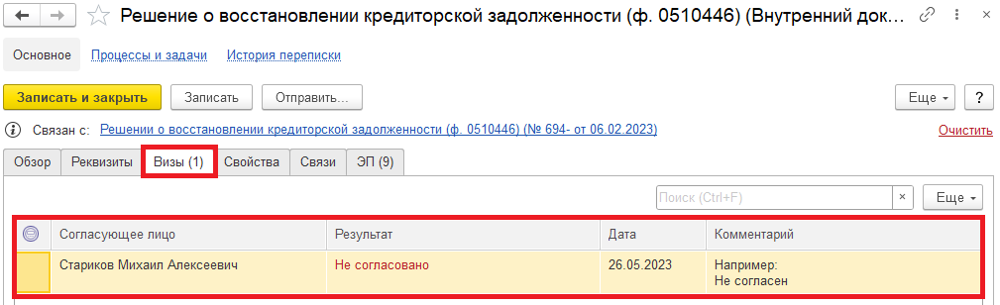 Решение о восстановлении кредиторской задолженности (ф. 0510446) (Внутренний док...
Основное Процессы и задачи История переписки
Записать и закрыть Записать Отправить... Еще ?
Связан с: Решении о восстановлении кредиторской задолженности (ф. 0510446) (№ 694- от 06.02.2023) Очистить
Обзор Реквизиты Визы (1) Свойства Связи ЭП (9)
Поиск (Ctrl+F) × Еще
Согласующее лицо Результат Дата Комментарий
Стариков Михаил Алексеевич Не согласовано 26.05.2023 Например:
Не согласен